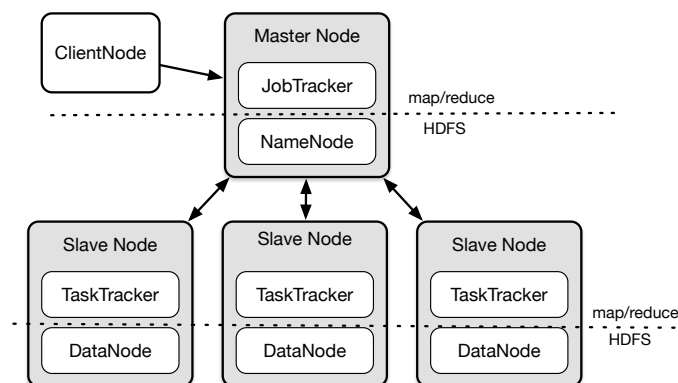 ClientNode
Master Node
JobTracker
map/reduce
HDFS
NameNode
Slave Node
Slave Node
Slave Node
TaskTracker
TaskTracker
TaskTracker
map/reduce
HDFS
DataNode
DataNode
DataNode